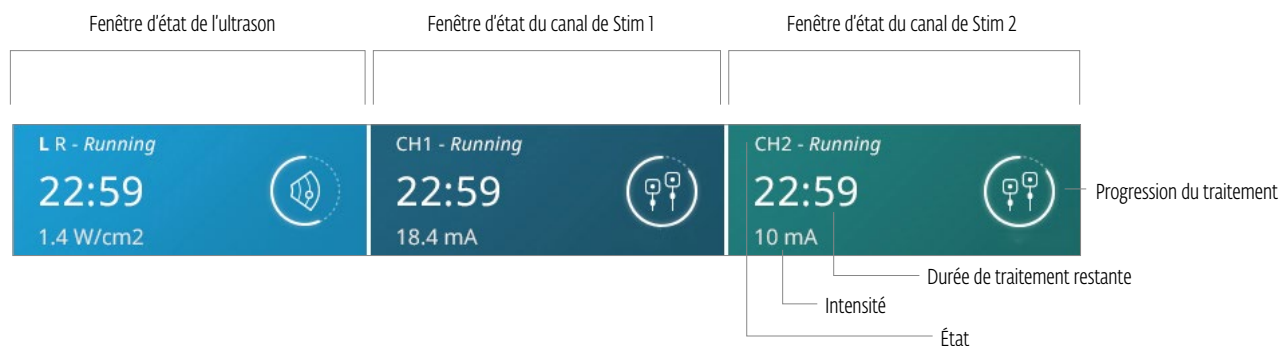 Fenêtre d'état de l'ultrason
Fenêtre d'état du canal de Stim 1
Fenêtre d'état du canal de Stim 2
L R - Running
22:59
1.4 W/cm2
CH1 - Running
22:59
18.4 mA
CH2 - Running
22:59
10 mA
Progression du traitement
Durée de traitement restante
Intensité
État